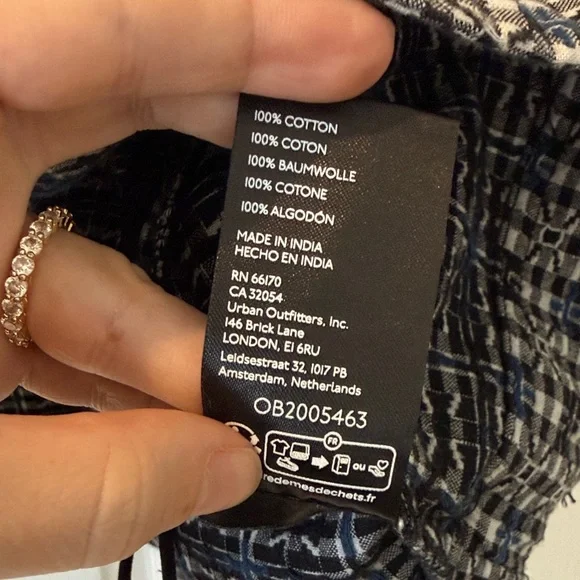 100% COTTON
100% COTON
100% BAUMWOLLE
100% COTONE
100% ALGODÓN
MADE IN INDIA
HECHO EN INDIA
RN 66170
CA 32054
Urban Outfitters, Inc.
146 Brick Lane
LONDON, E1 6RU
Leidsestraat 32, 1017 PB
Amsterdam, Netherlands
OB2005463
FR
ou
redemesdechets.fr